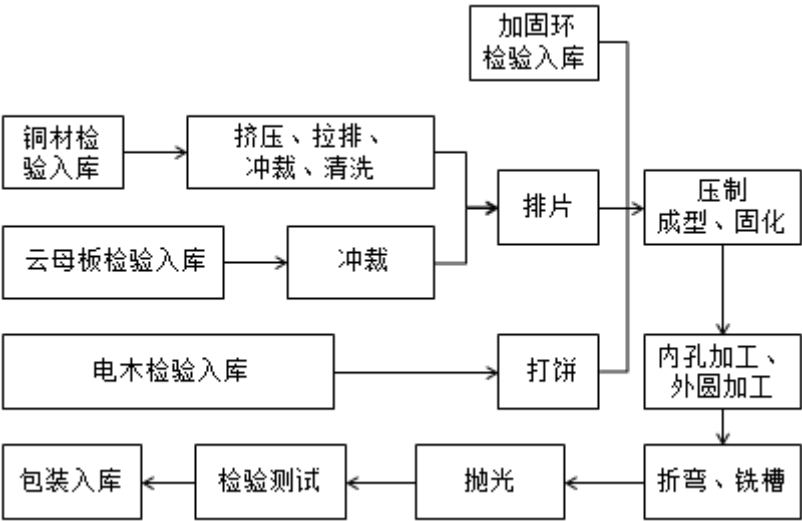 加固环
检验入库
铜材检
验入库
挤压、拉排、
冲裁、清洗
排片
压制
成型、固化
云母板检验入库
冲裁
电木检验入库
打饼
内孔加工、
外圆加工
包装入库
检验测试
抛光
折弯、铣槽